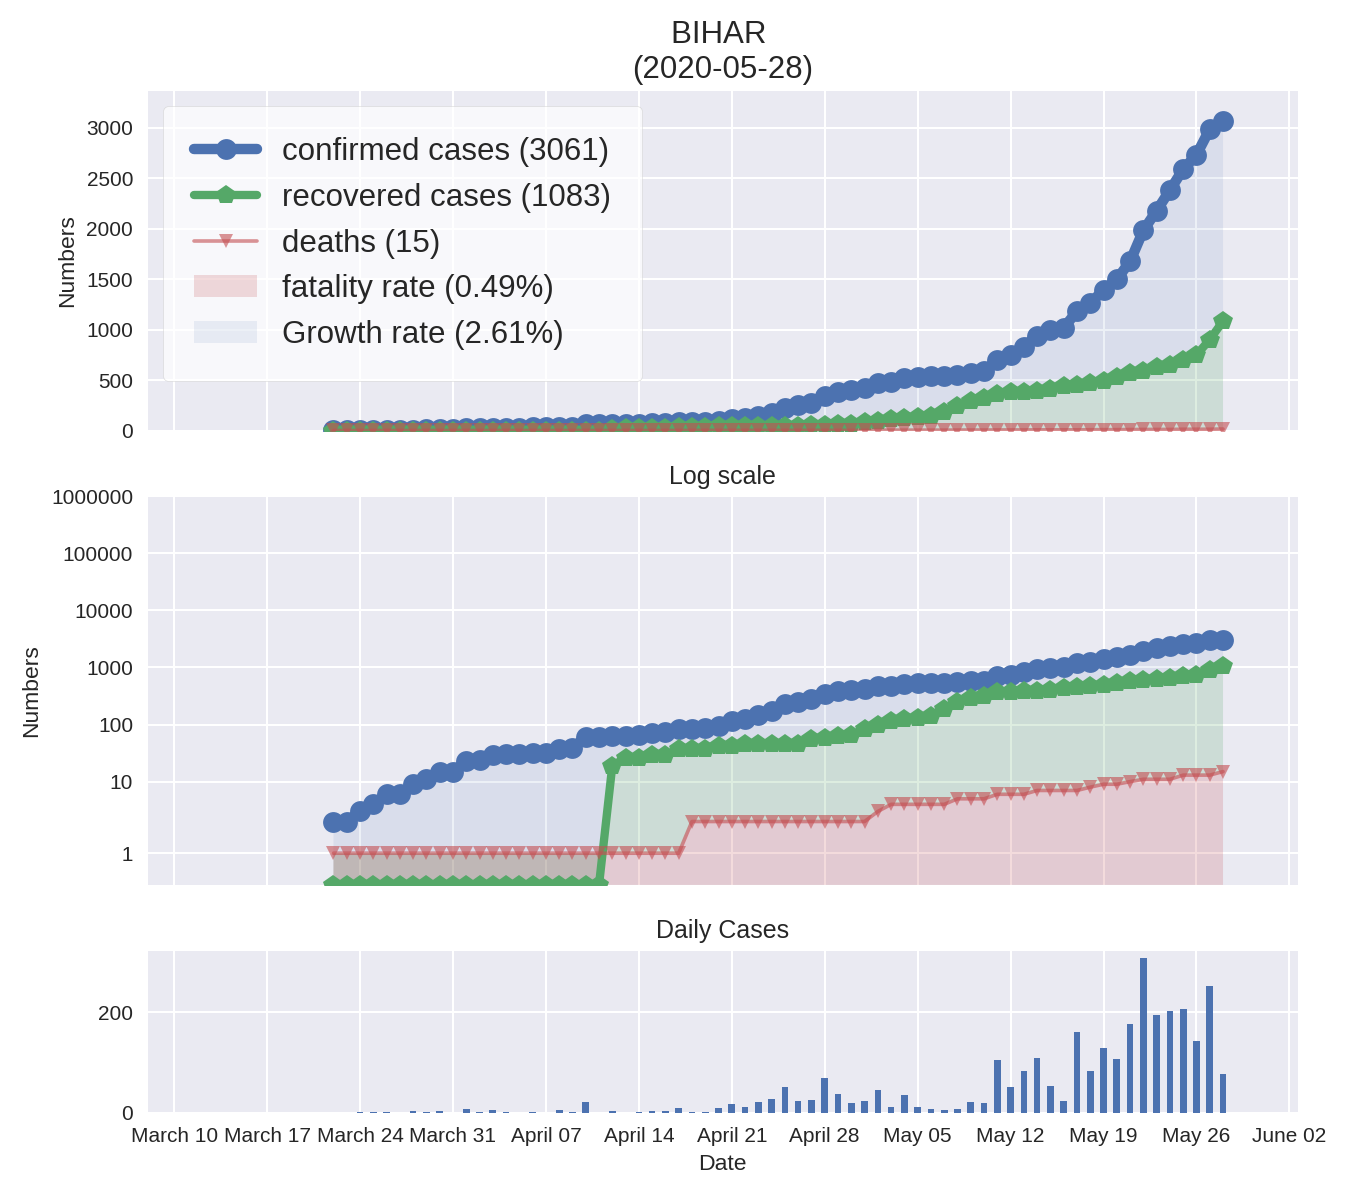 BIHAR
(2020-05-28)
confirmed cases (3061)
recovered cases (1083)
deaths (15)
fatality rate (0.49%)
Growth rate (2.61%)
3000
2500
2000
1500
1000
500
0
Numbers
Log scale
1000000
100000
10000
1000
100
10
1
Numbers
Daily Cases
200
0
March 10 March 17 March 24 March 31 April 07 April 14 April 21 April 28 May 05 May 12 May 19 May 26 June 02
Date